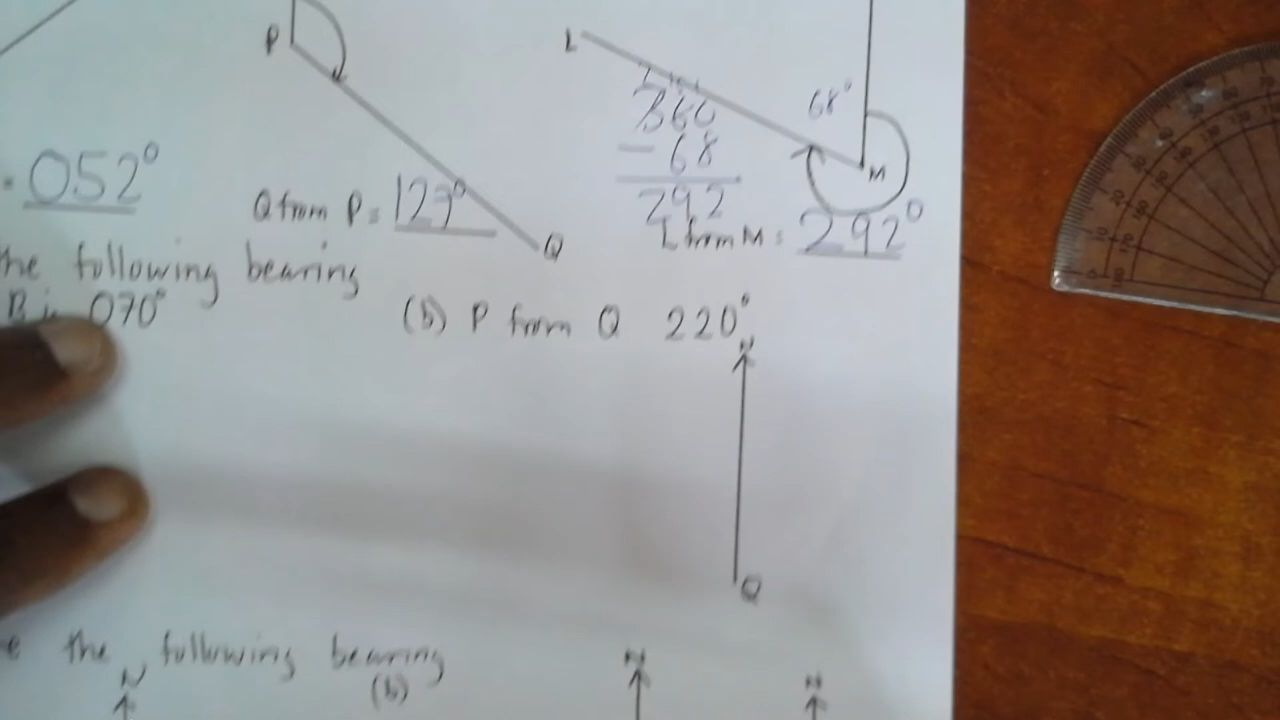 P
L
68°
360
- 68
292
M
052°
Q from P = 127°
Q
L from M = 292°
the following bearing
B is 070°
(b) P from Q 220°
N
Q
the following bearing
N
(b)
N
N